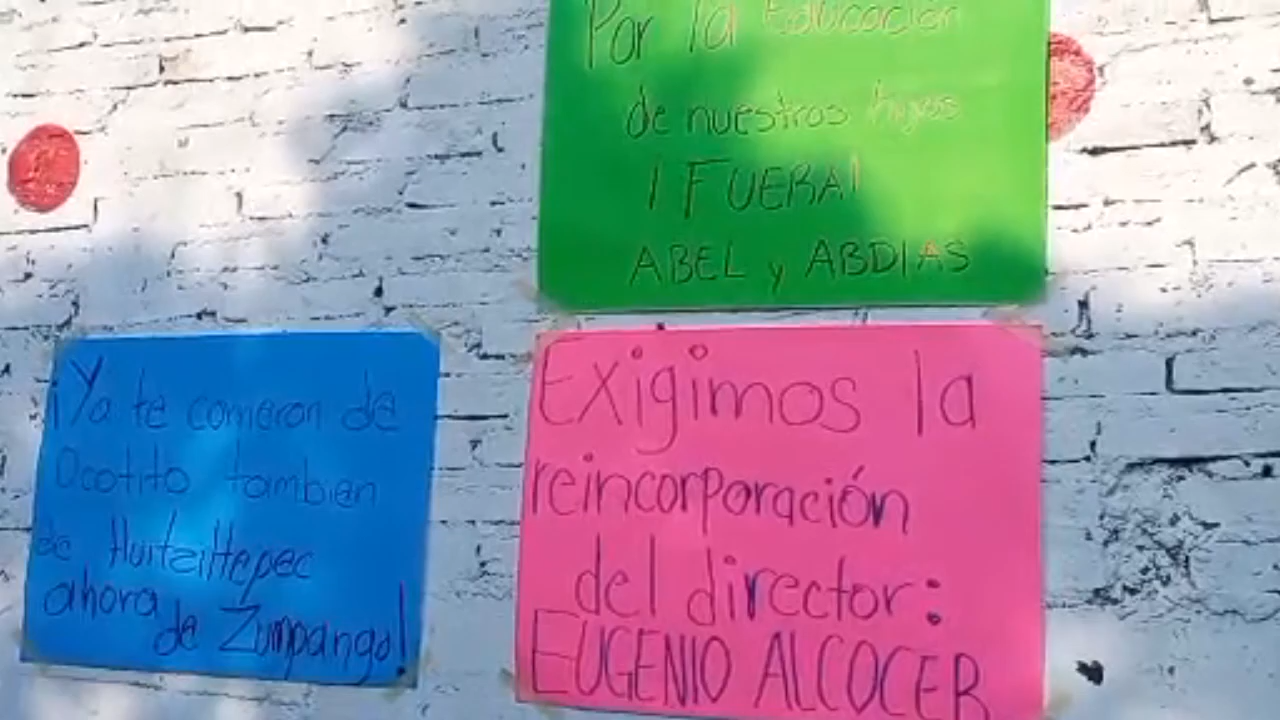 Por la Educación
de nuestros hijos
¡FUERA!
ABEL y ABDIAS
¡Ya te corrieron de
Ocotito tambien
de Huitziltepec
ahora
de Zumpango!
Exigimos la
reincorporación
del director:
EUGENIO ALCOCER